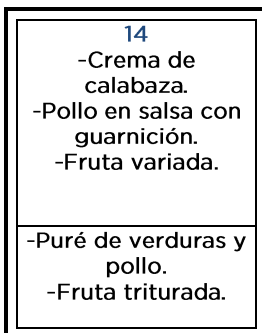 14
-Crema de
calabaza.
-Pollo en salsa con
guarnición.
-Fruta variada.
-Puré de verduras y
pollo.
-Fruta triturada.